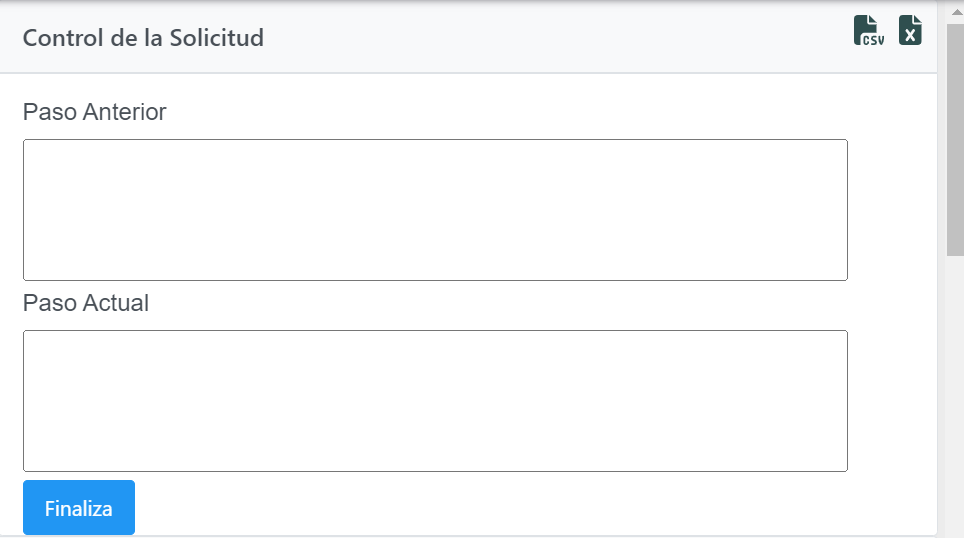 Control de la Solicitud
CSV X
Paso Anterior
Paso Actual
Finaliza